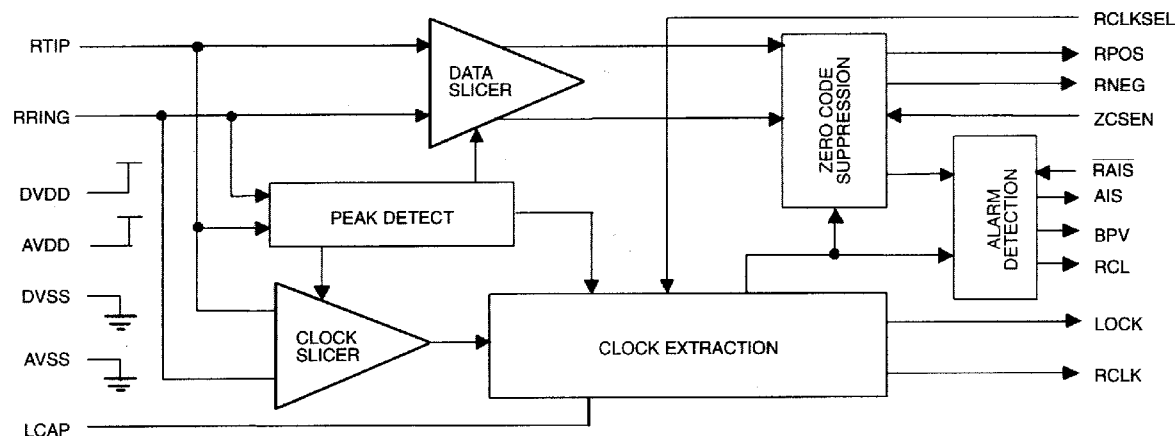 RTIP
RRING
DVDD
AVDD
DVSS
AVSS
LCAP
DATA
SLICER
PEAK DETECT
CLOCK
SLICER
CLOCK EXTRACTION
ZERO CODE
SUPPRESSION
ALARM
DETECTION
RCLKSEL
RPOS
RNEG
ZCSEN
RAIS
AIS
BPV
RCL
LOCK
RCLK